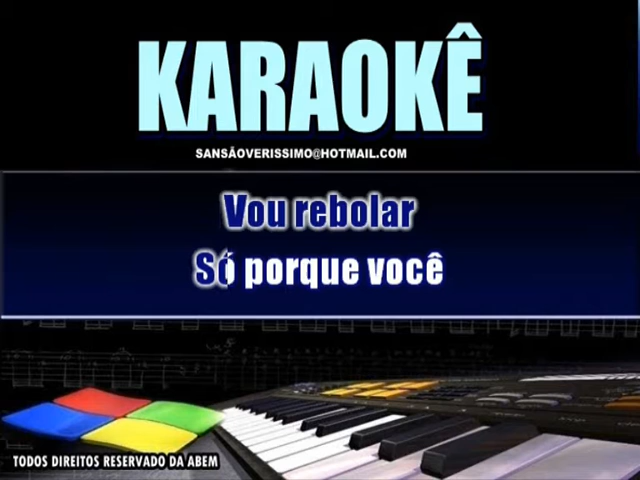 KARAOKÊ
SANSÃOVERISSIMO@HOTMAIL.COM
Vou rebolar
Só porque você
TODOS DIREITOS RESERVADO DA ABEM